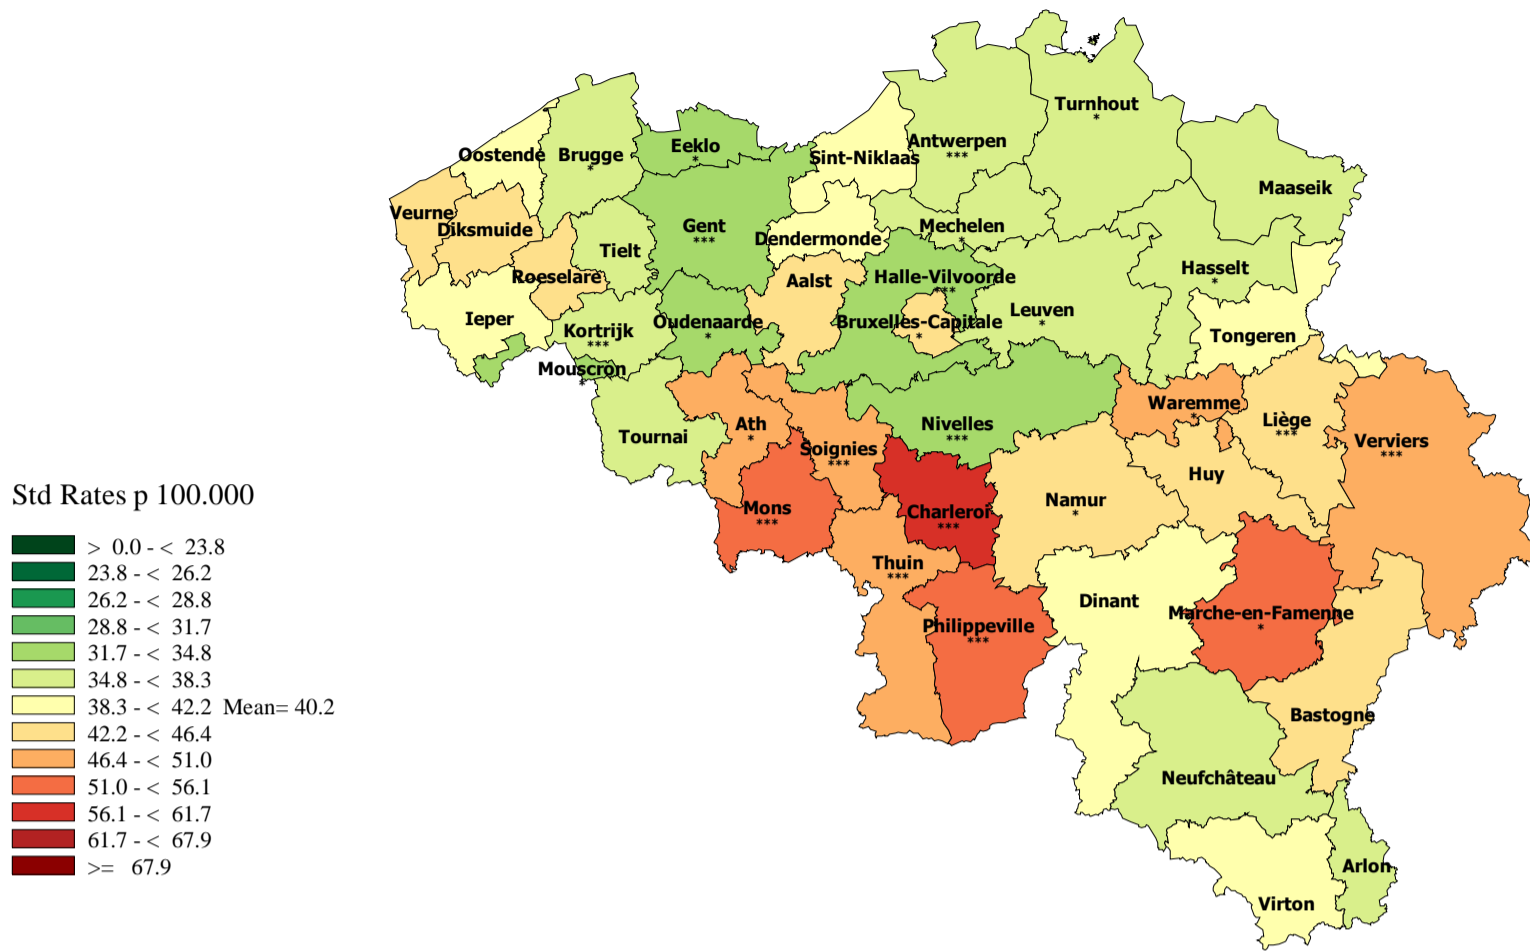 Turnhout
*
Antwerpen
***
Eeklo
*
Oostende
Brugge
*
Sint-Niklaas
Maaseik
Veurne
Diksmuide
Gent
***
Mechelen
*
Dendermonde
Tielt
Hasselt
*
Roeselare
Aalst
Halle-Vilvoorde
***
Leuven
*
Ieper
Kortrijk
***
Oudenaarde
*
Bruxelles-Capitale
*
Tongeren
Mouscron
*
Waremme
*
Ath
*
Nivelles
***
Liège
***
Tournai
Soignies
***
Verviers
***
Huy
Std Rates p 100.000
Mons
***
Charleroi
***
Namur
*
> 0.0 - < 23.8
23.8 - < 26.2
26.2 - < 28.8
28.8 - < 31.7
31.7 - < 34.8
34.8 - < 38.3
38.3 - < 42.2 Mean= 40.2
42.2 - < 46.4
46.4 - < 51.0
51.0 - < 56.1
56.1 - < 61.7
61.7 - < 67.9
>= 67.9
Thuin
***
Dinant
Marche-en-Famenne
*
Philippeville
***
Bastogne
Neufchâteau
Arlon
Virton